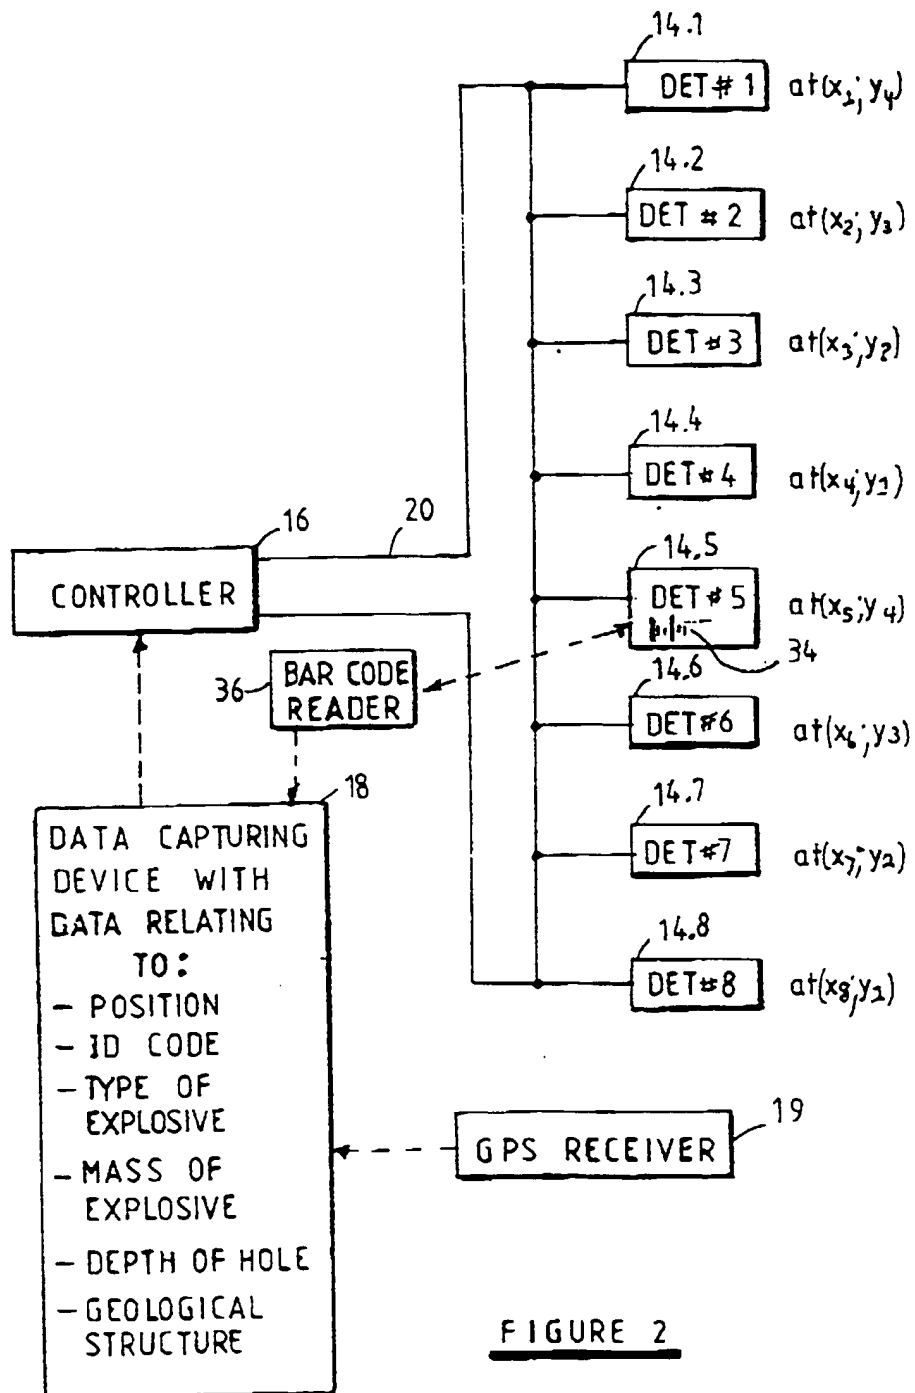 14.1
DET# 1 at(x1; y4)
14.2
DET # 2 at(x2; y3)
14.3
DET #3 at(x3; y2)
14.4
DET# 4 at(x4; y1)
16
20
14.5
CONTROLLER
DET # 5 at(x5; y4)
34
36
BAR CODE
READER
14.6
DET#6 at(x6; y3)
18
14.7
DET#7 at(x7; y2)
14.8
DET#8 at(x8; y1)
DATA CAPTURING
DEVICE WITH
DATA RELATING
TO:
- POSITION
- ID CODE
- TYPE OF
EXPLOSIVE
- MASS OF
EXPLOSIVE
- DEPTH OF HOLE
- GEOLOGICAL
STRUCTURE
19
GPS RECEIVER
FIGURE 2